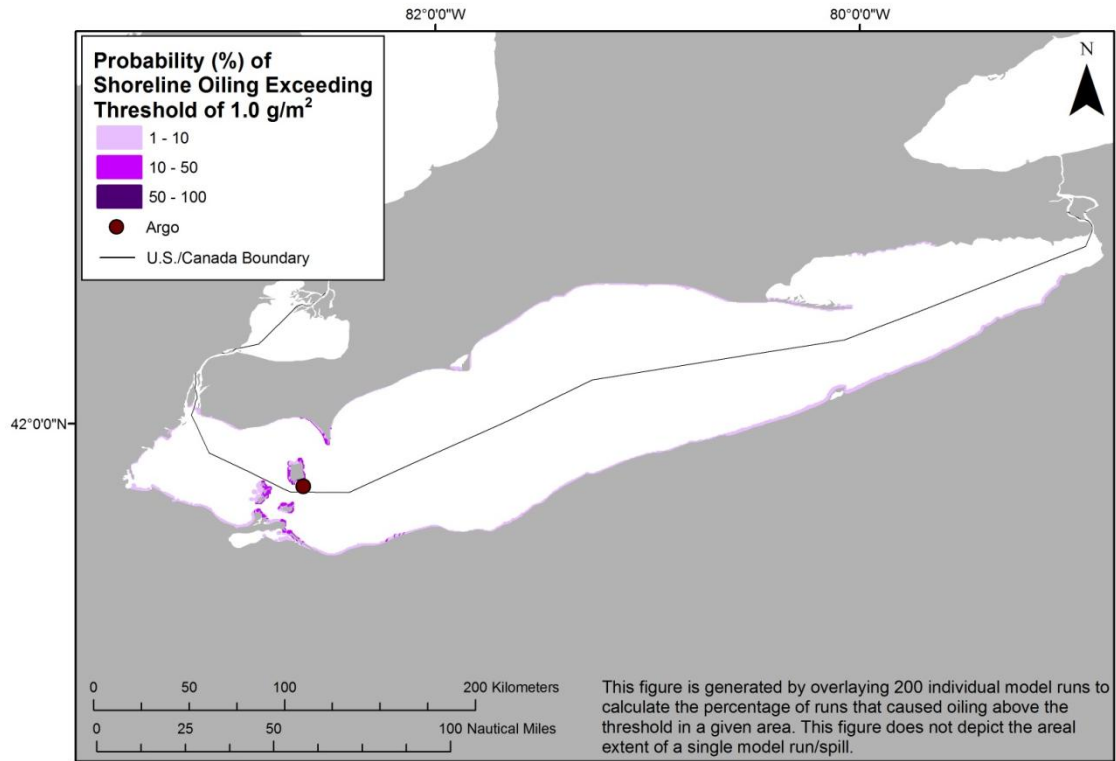 82°0'0"W
80°0'0"W
Probability (%) of
Shoreline Oiling Exceeding
Threshold of 1.0 g/m²
1 - 10
10 - 50
50 - 100
Argo
U.S./Canada Boundary
N
42°0'0"N
0 50 100 200 Kilometers
0 25 50 100 Nautical Miles
This figure is generated by overlaying 200 individual model runs to
calculate the percentage of runs that caused oiling above the
threshold in a given area. This figure does not depict the areal
extent of a single model run/spill.